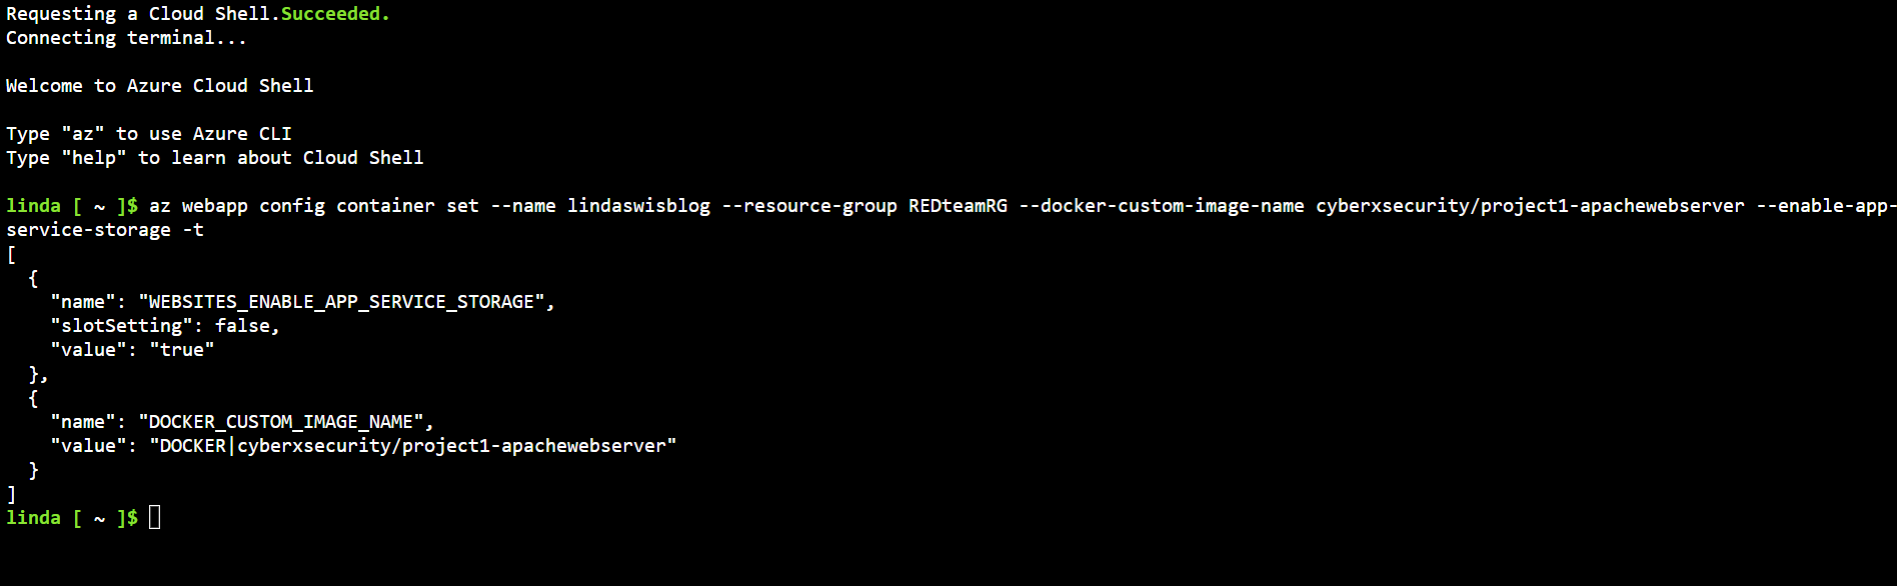 Requesting a Cloud Shell.Succeeded.
Connecting terminal...
Welcome to Azure Cloud Shell
Type "az" to use Azure CLI
Type "help" to learn about Cloud Shell
linda [ ~ ]$ az webapp config container set --name lindaswisblog --resource-group REDteamRG --docker-custom-image-name cyberxsecurity/project1-apachewebserver --enable-app-
service-storage -t
[
  {
    "name": "WEBSITES_ENABLE_APP_SERVICE_STORAGE",
    "slotSetting": false,
    "value": "true"
  },
  {
    "name": "DOCKER_CUSTOM_IMAGE_NAME",
    "value": "DOCKER|cyberxsecurity/project1-apachewebserver"
  }
]
linda [ ~ ]$